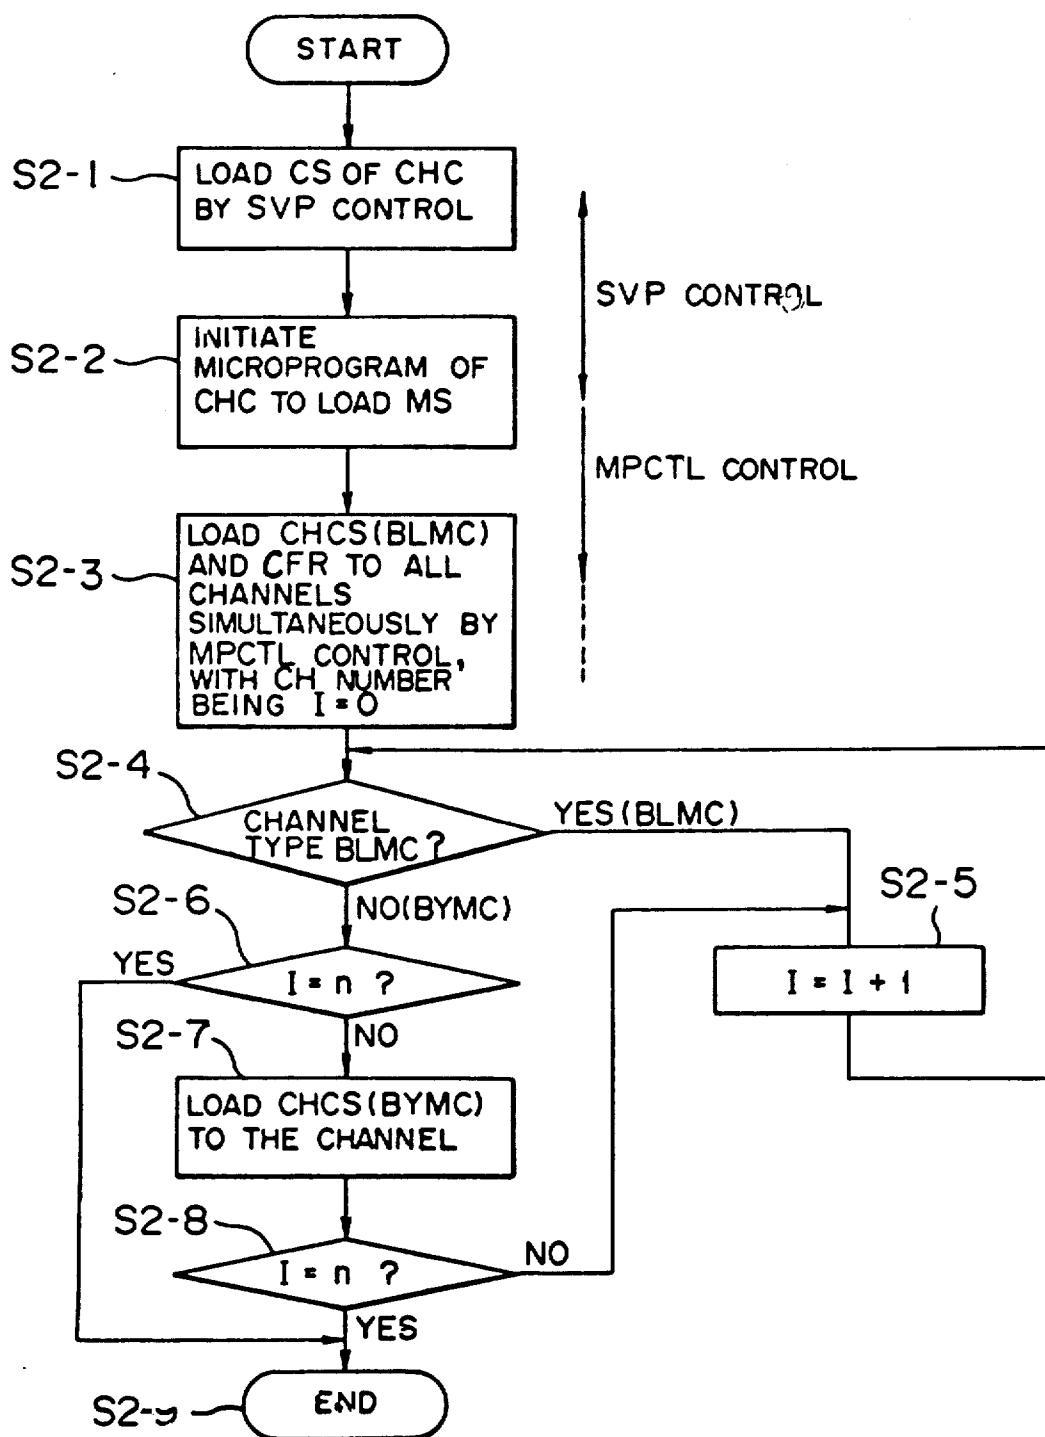 START
S2-1
LOAD CS OF CHC
BY SVP CONTROL
SVP CONTROL
S2-2
INITIATE
MICROPROGRAM OF
CHC TO LOAD MS
MPCTL CONTROL
S2-3
LOAD CHCS(BLMC)
AND CFR TO ALL
CHANNELS
SIMULTANEOUSLY BY
MPCTL CONTROL,
WITH CH NUMBER
BEING I = 0
S2-4
CHANNEL
TYPE BLMC?
YES(BLMC)
NO(BYMC)
S2-5
I = I + 1
S2-6
YES
I = n ?
NO
S2-7
LOAD CHCS(BYMC)
TO THE CHANNEL
S2-8
I = n ?
NO
YES
END